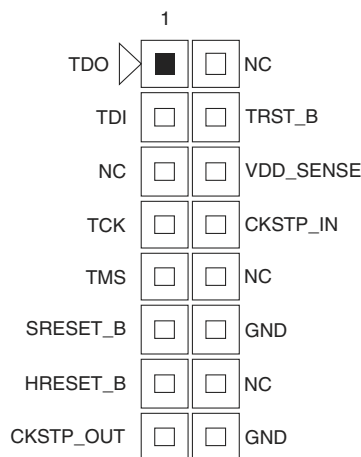 1
TDO NC
TDI TRST_B
NC VDD_SENSE
TCK CKSTP_IN
TMS NC
SRESET_B GND
HRESET_B NC
CKSTP_OUT GND